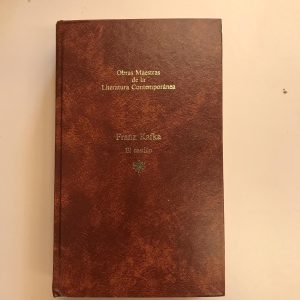 Obras Maestras
de la
Literatura Contemporánea
Franz Kafka
El castillo